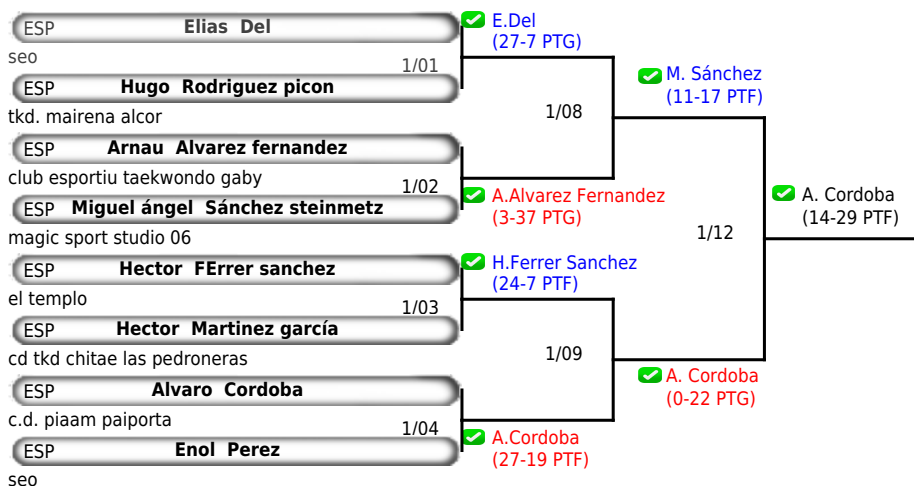 ESP Elias Del
seo
1/01
ESP Hugo Rodriguez picon
tkd. mairena alcor
ESP Arnau Alvarez fernandez
club esportiu taekwondo gaby
1/02
ESP Miguel ángel Sánchez steinmetz
magic sport studio 06
ESP Hector FErrer sanchez
el templo
1/03
ESP Hector Martinez garcía
cd tkd chitae las pedroneras
ESP Alvaro Cordoba
c.d. piaam paiporta
1/04
ESP Enol Perez
seo
E.Del
(27-7 PTG)
1/08
A.Alvarez Fernandez
(3-37 PTG)
H.Ferrer Sanchez
(24-7 PTF)
1/09
A.Cordoba
(27-19 PTF)
M. Sánchez
(11-17 PTF)
1/12
A. Cordoba
(0-22 PTG)
A. Cordoba
(14-29 PTF)